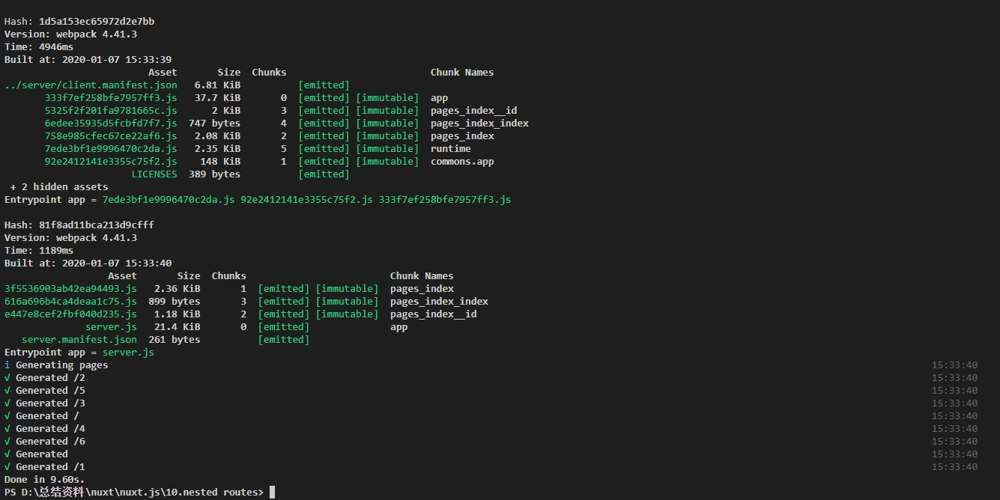 Hash: 1d5a153ec65972d2e7bb
Version: webpack 4.41.3
Time: 4946ms
Built at: 2020-01-07 15:33:39
Asset Size Chunks Chunk Names
../server/client.manifest.json 6.81 KiB [emitted]
333f7ef258bfe7957ff3.js 37.7 KiB 0 [emitted] [immutable] app
5325f2f201fa9781665c.js 2 KiB 3 [emitted] [immutable] pages_index__id
6edee35935d5fcbfd7f7.js 747 bytes 4 [emitted] [immutable] pages_index_index
758e985cfec67ce22af6.js 2.08 KiB 2 [emitted] [immutable] pages_index
7ede3bf1e9996470c2da.js 2.35 KiB 5 [emitted] [immutable] runtime
92e2412141e3355c75f2.js 148 KiB 1 [emitted] [immutable] commons.app
LICENSES 389 bytes [emitted]
+ 2 hidden assets
Entrypoint app = 7ede3bf1e9996470c2da.js 92e2412141e3355c75f2.js 333f7ef258bfe7957ff3.js
Hash: 81f8ad11bca213d9cfff
Version: webpack 4.41.3
Time: 1189ms
Built at: 2020-01-07 15:33:40
Asset Size Chunks Chunk Names
3f5536903ab42ea94493.js 2.36 KiB 1 [emitted] [immutable] pages_index
616a696b4ca4deaa1c75.js 899 bytes 3 [emitted] [immutable] pages_index_index
e447e8cef2fbf040d235.js 1.18 KiB 2 [emitted] [immutable] pages_index__id
server.js 21.4 KiB 0 [emitted] app
server.manifest.json 261 bytes [emitted]
Entrypoint app = server.js
i Generating pages 15:33:40
√ Generated /2 15:33:40
√ Generated /5 15:33:40
√ Generated /3 15:33:40
√ Generated / 15:33:40
√ Generated /4 15:33:40
√ Generated /6 15:33:40
√ Generated 15:33:40
√ Generated /1 15:33:40
Done in 9.60s.
PS D:\总结资料\nuxt\nuxt.js\10.nested routes>